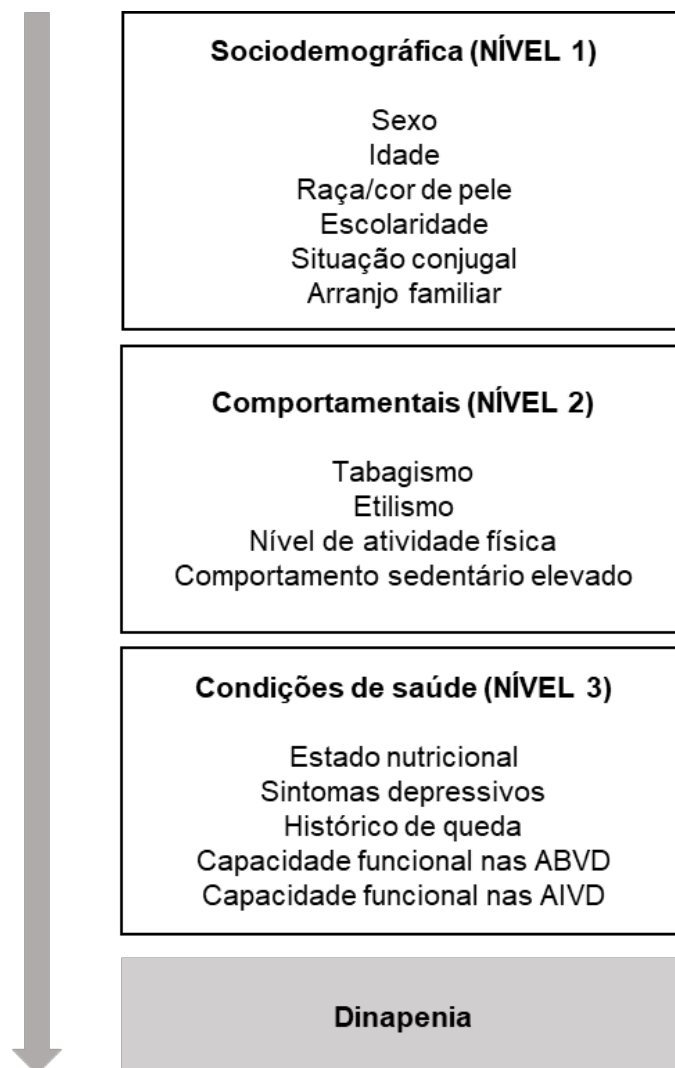 Sociodemográfica (NÍVEL 1)
Sexo
Idade
Raça/cor de pele
Escolaridade
Situação conjugal
Arranjo familiar
Comportamentais (NÍVEL 2)
Tabagismo
Etilismo
Nível de atividade física
Comportamento sedentário elevado
Condições de saúde (NÍVEL 3)
Estado nutricional
Sintomas depressivos
Histórico de queda
Capacidade funcional nas ABVD
Capacidade funcional nas AIVD
Dinapenia